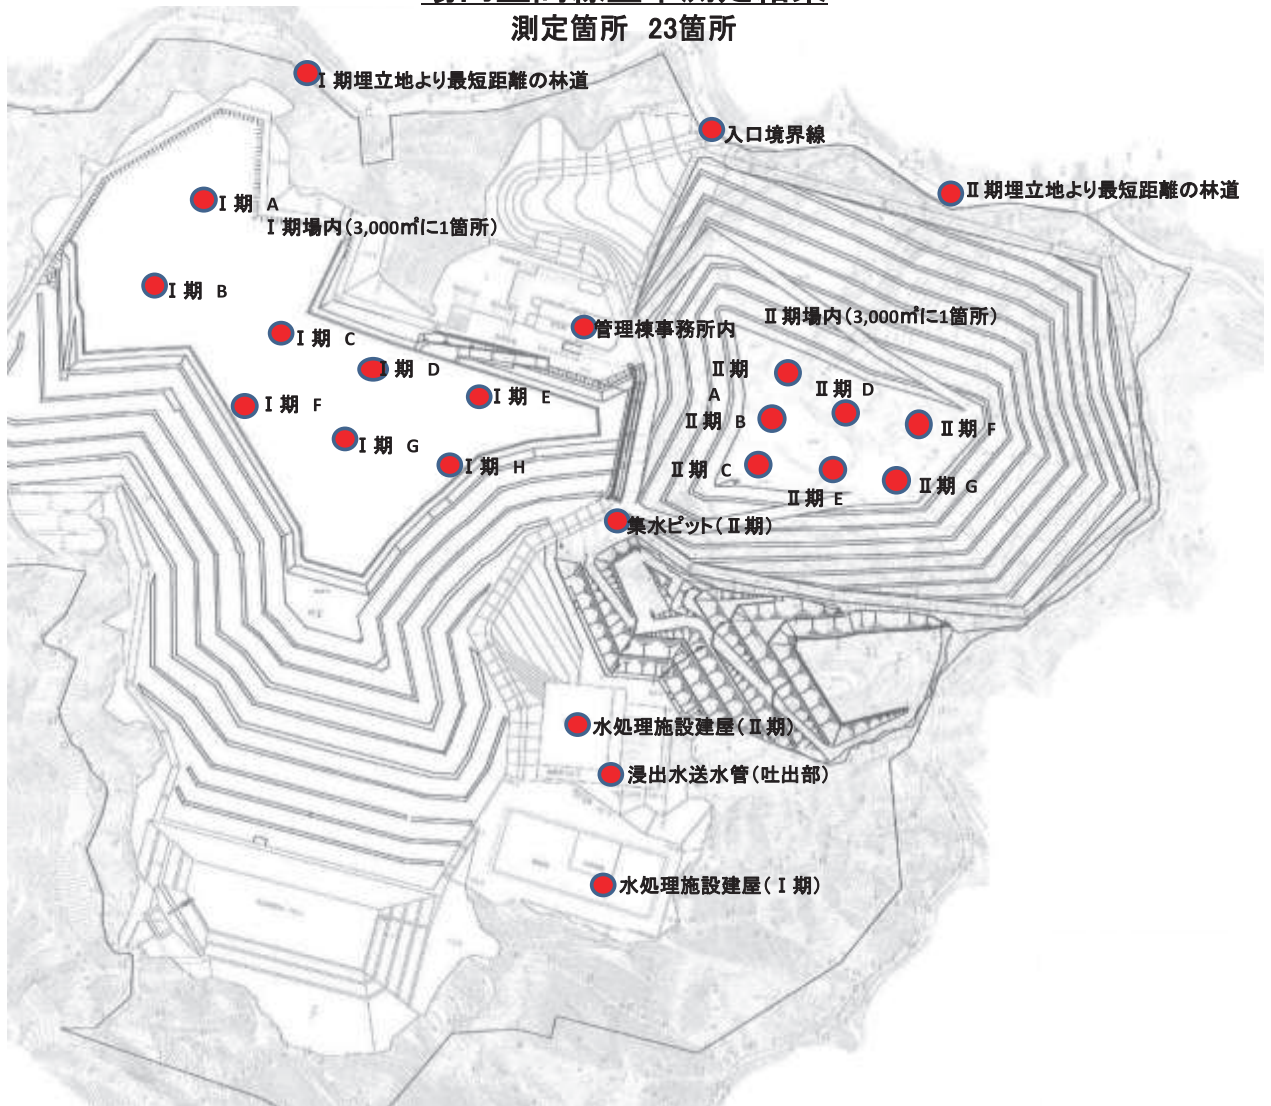 測定箇所 23箇所
Ⅰ期埋立地より最短距離の林道
入口境界線
Ⅱ期埋立地より最短距離の林道
Ⅰ期 A
Ⅰ期場内(3,000㎡に1箇所)
Ⅰ期 B
Ⅰ期 C
Ⅰ期 D
Ⅰ期 E
Ⅰ期 F
Ⅰ期 G
Ⅰ期 H
管理棟事務所内
Ⅱ期場内(3,000㎡に1箇所)
Ⅱ期
A
Ⅱ期 D
Ⅱ期 B
Ⅱ期 F
Ⅱ期 C
Ⅱ期 E
Ⅱ期 G
集水ピット(Ⅱ期)
水処理施設建屋(Ⅱ期)
浸出水送水管(吐出部)
水処理施設建屋(Ⅰ期)